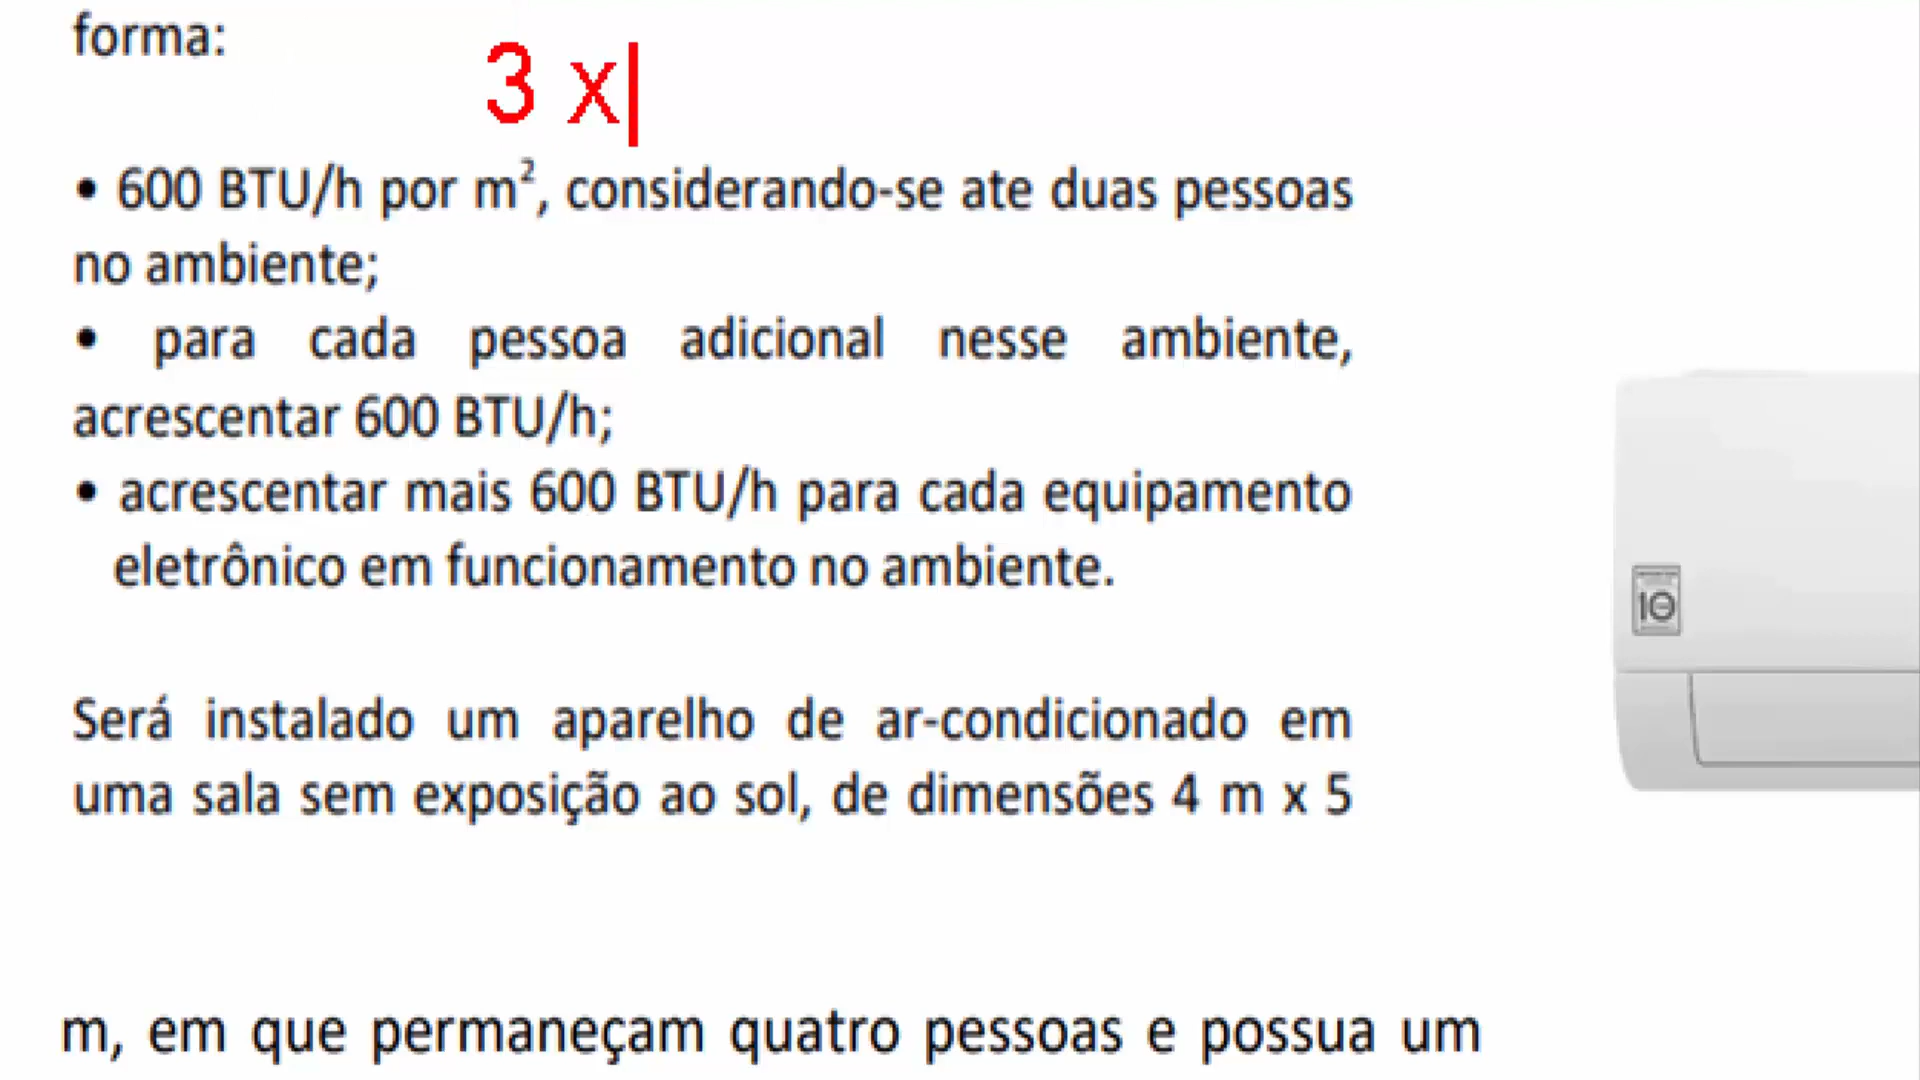 forma:
3 x
• 600 BTU/h por m², considerando-se ate duas pessoas
no ambiente;
• para cada pessoa adicional nesse ambiente,
acrescentar 600 BTU/h;
• acrescentar mais 600 BTU/h para cada equipamento
eletrônico em funcionamento no ambiente.
Será instalado um aparelho de ar-condicionado em
uma sala sem exposição ao sol, de dimensões 4 m x 5
m, em que permaneçam quatro pessoas e possua um